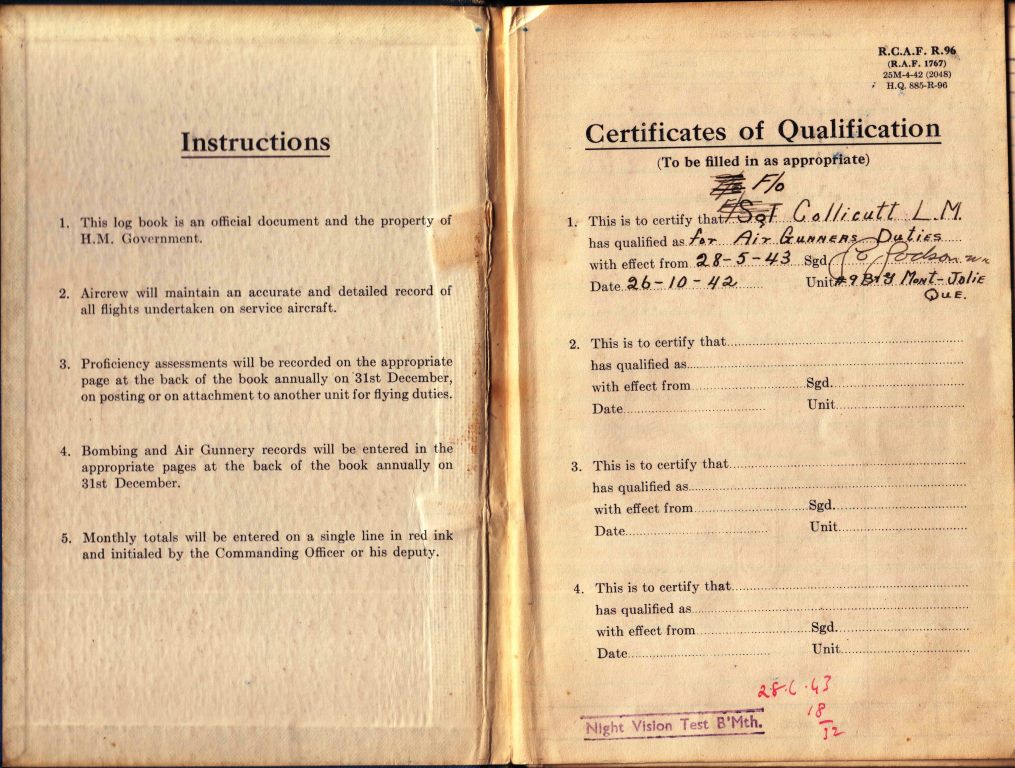 Instructions
1. This log book is an official document and the property of
H.M. Government.
2. Aircrew will maintain an accurate and detailed record of
all flights undertaken on service aircraft.
3. Proficiency assessments will be recorded on the appropriate
page at the back of the book annually on 31st December,
on posting or on attachment to another unit for flying duties.
4. Bombing and Air Gunnery records will be entered in the
appropriate pages at the back of the book annually on
31st December.
5. Monthly totals will be entered on a single line in red ink
and initialed by the Commanding Officer or his deputy.
R.C.A.F. R.96
(R.A.F. 1767)
25M-4-42 (2048)
H.Q. 885-R-96
Certificates of Qualification
(To be filled in as appropriate)
F/o
1. This is to certify that Sgt Collicutt L.M.
has qualified as for Air Gunners Duties
with effect from 28-5-43 Sgd.
Date 26-10-42 Unit #9 B+G Mont-Jolie
Que.
2. This is to certify that
has qualified as
with effect from Sgd.
Date Unit
3. This is to certify that
has qualified as
with effect from Sgd.
Date Unit
4. This is to certify that
has qualified as
with effect from Sgd.
Date Unit
28.6.43
18
32
Night Vision Test B'Mth.